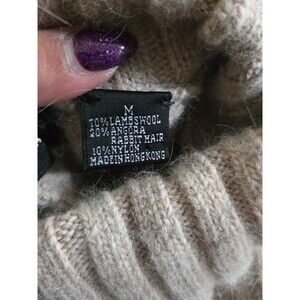 M
70% LAMBSWOOL
20% ANGORA
RABBIT HAIR
10% NYLON
MADE IN HONG KONG